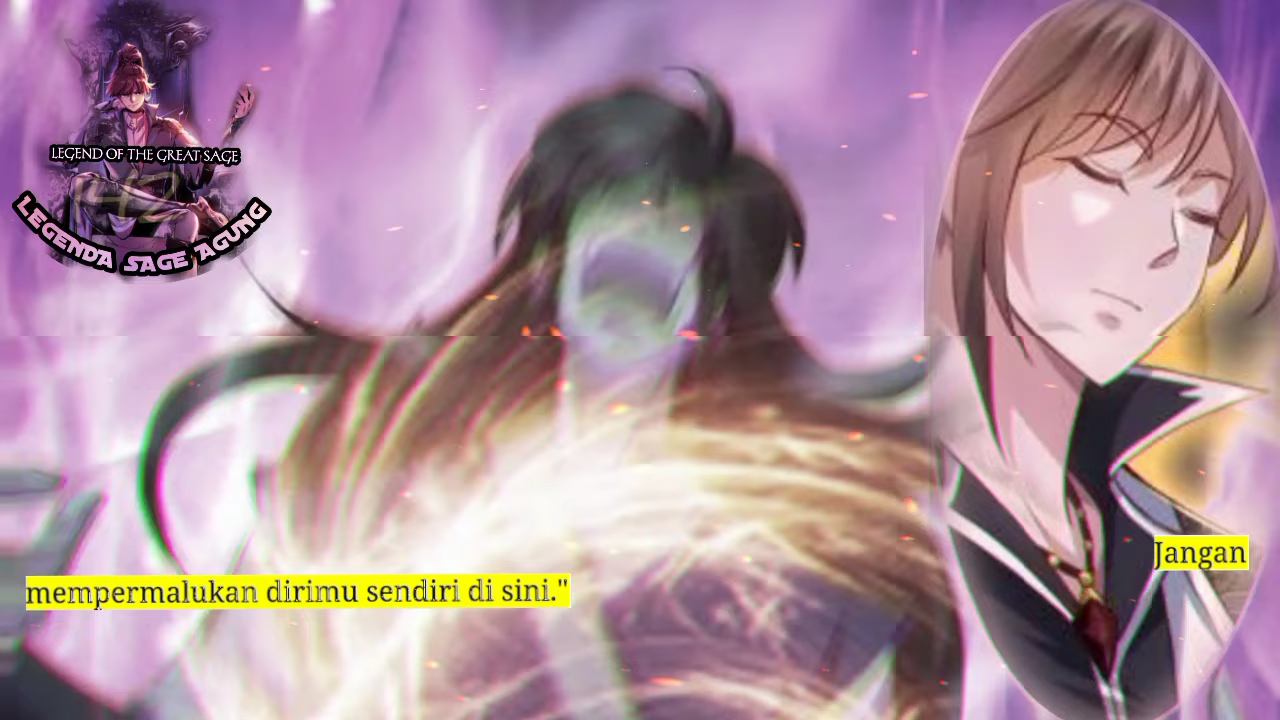 LEGEND OF THE GREAT SAGE
LEGENDA SAGE AGUNG
Jangan
mempermalukan dirimu sendiri di sini."